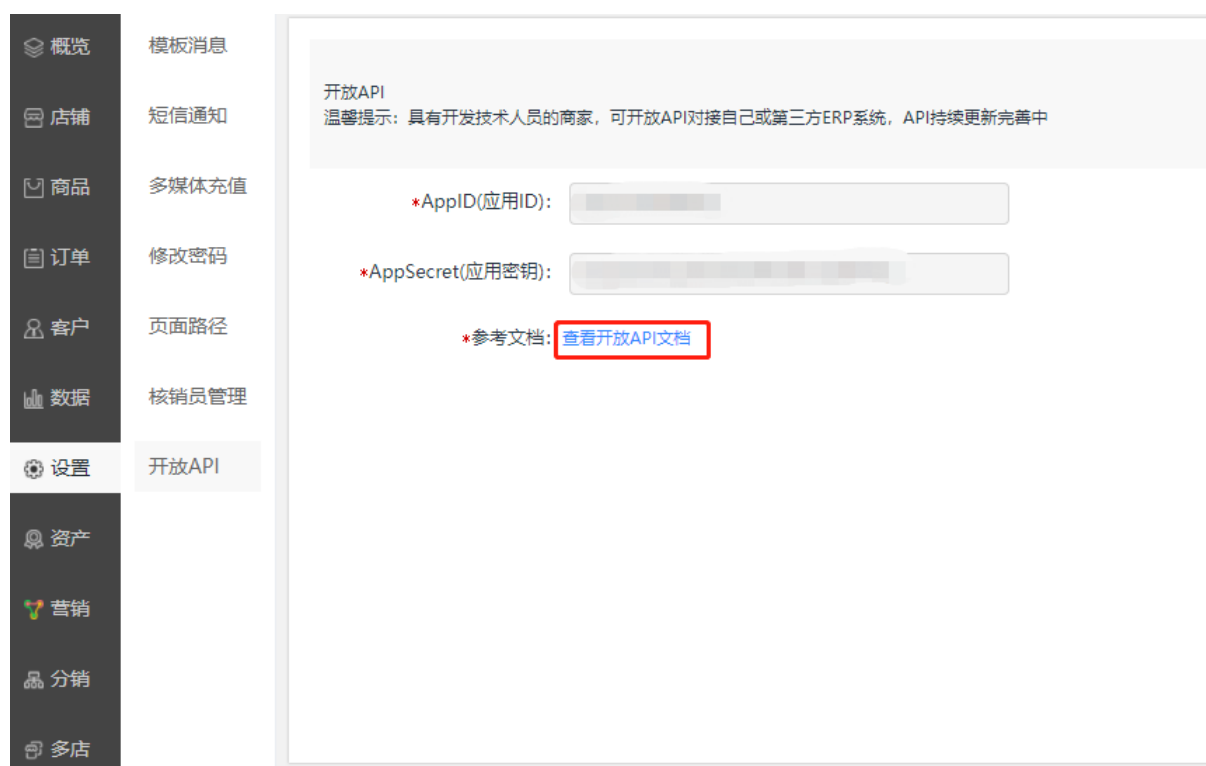 概览
店铺
商品
订单
客户
数据
设置
资产
营销
分销
多店
模板消息
短信通知
多媒体充值
修改密码
页面路径
核销员管理
开放API
开放API
温馨提示：具有开发技术人员的商家，可开放API对接自己或第三方ERP系统，API持续更新完善中
*AppID(应用ID)：
*AppSecret(应用密钥)：
*参考文档：查看开放API文档